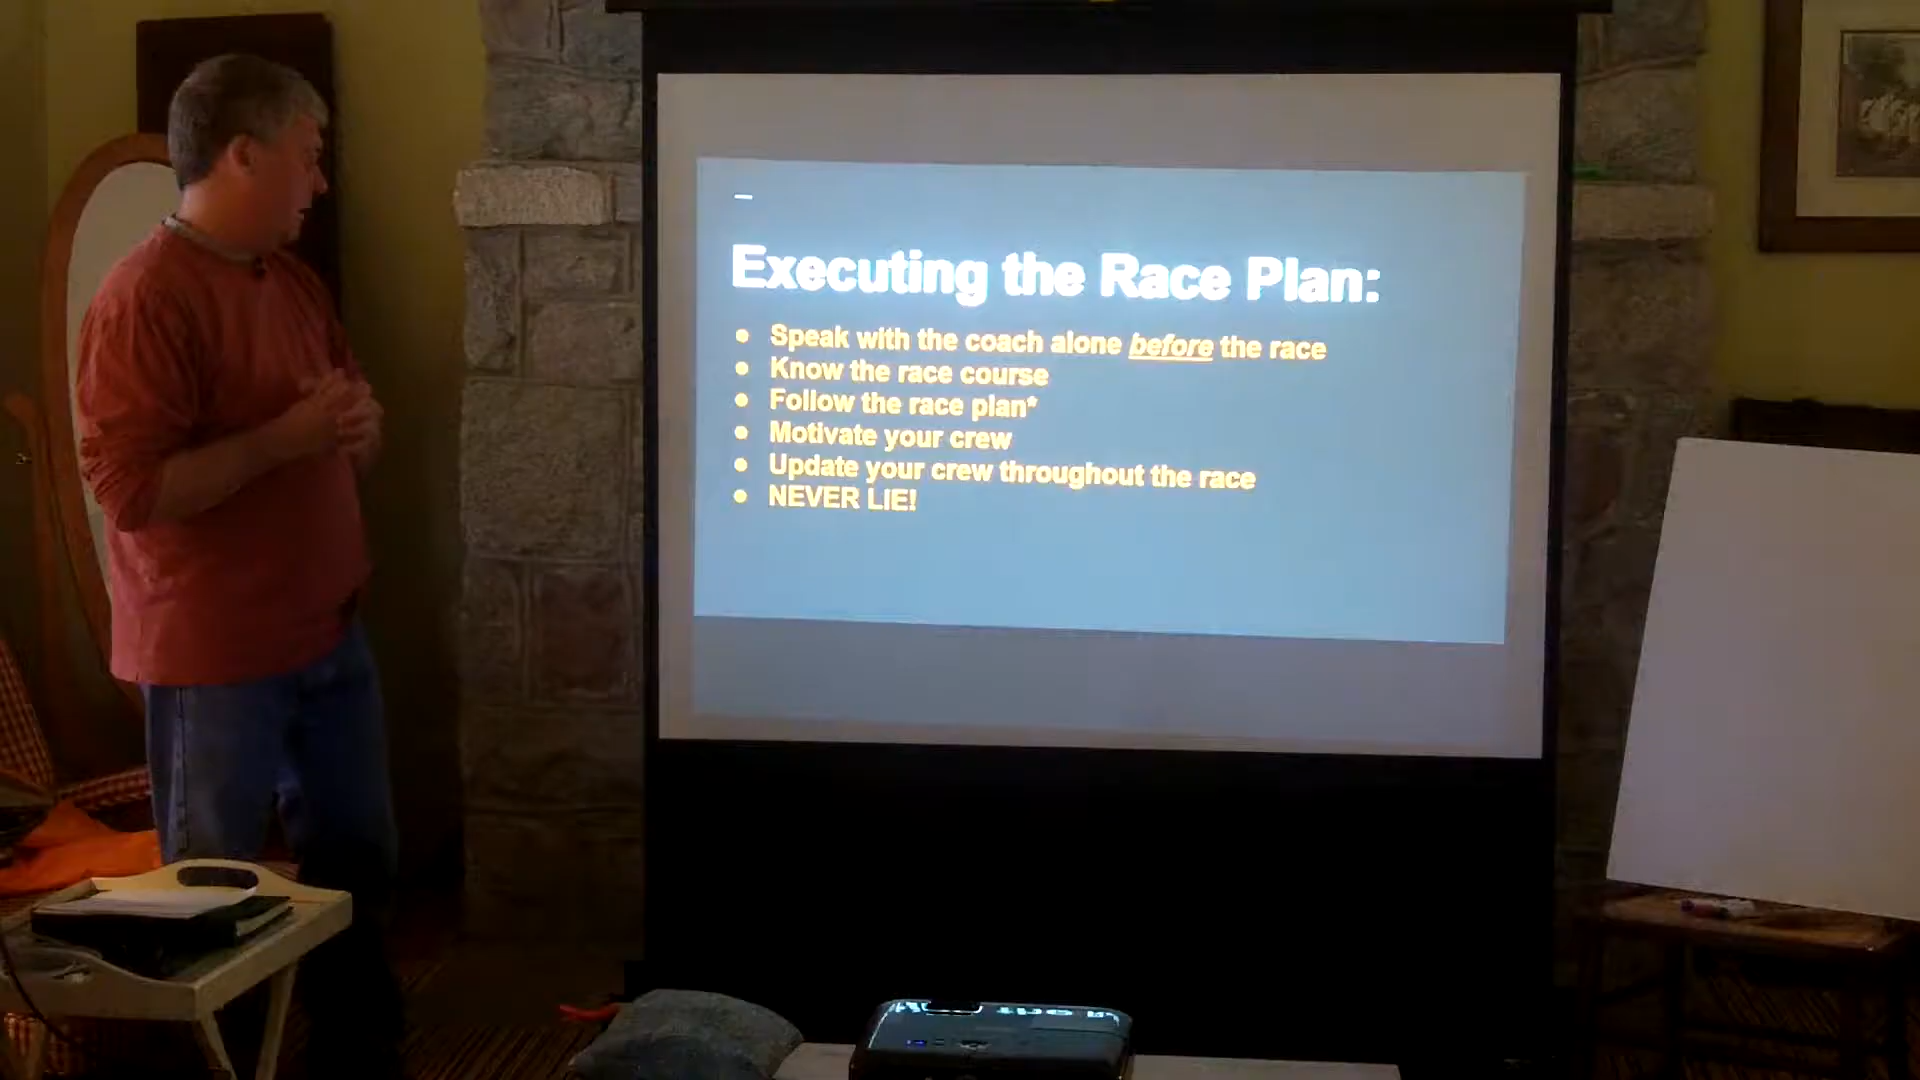 Executing the Race Plan:
● Speak with the coach alone before the race
● Know the race course
● Follow the race plan*
● Motivate your crew
● Update your crew throughout the race
● NEVER LIE!